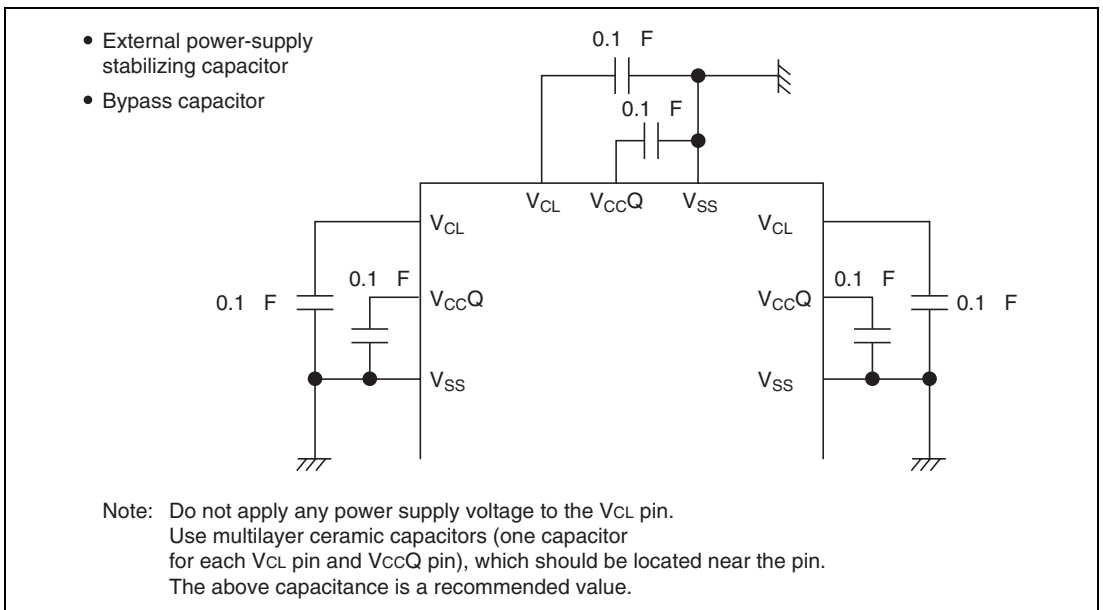 • External power-supply
stabilizing capacitor
• Bypass capacitor
0.1 F
0.1 F
VCL VCCQ VSS
VCL
VCL
0.1 F
0.1 F
0.1 F
VCCQ
VCCQ
0.1 F
VSS
VSS
Note: Do not apply any power supply voltage to the VCL pin.
Use multilayer ceramic capacitors (one capacitor
for each VCL pin and VCCQ pin), which should be located near the pin.
The above capacitance is a recommended value.